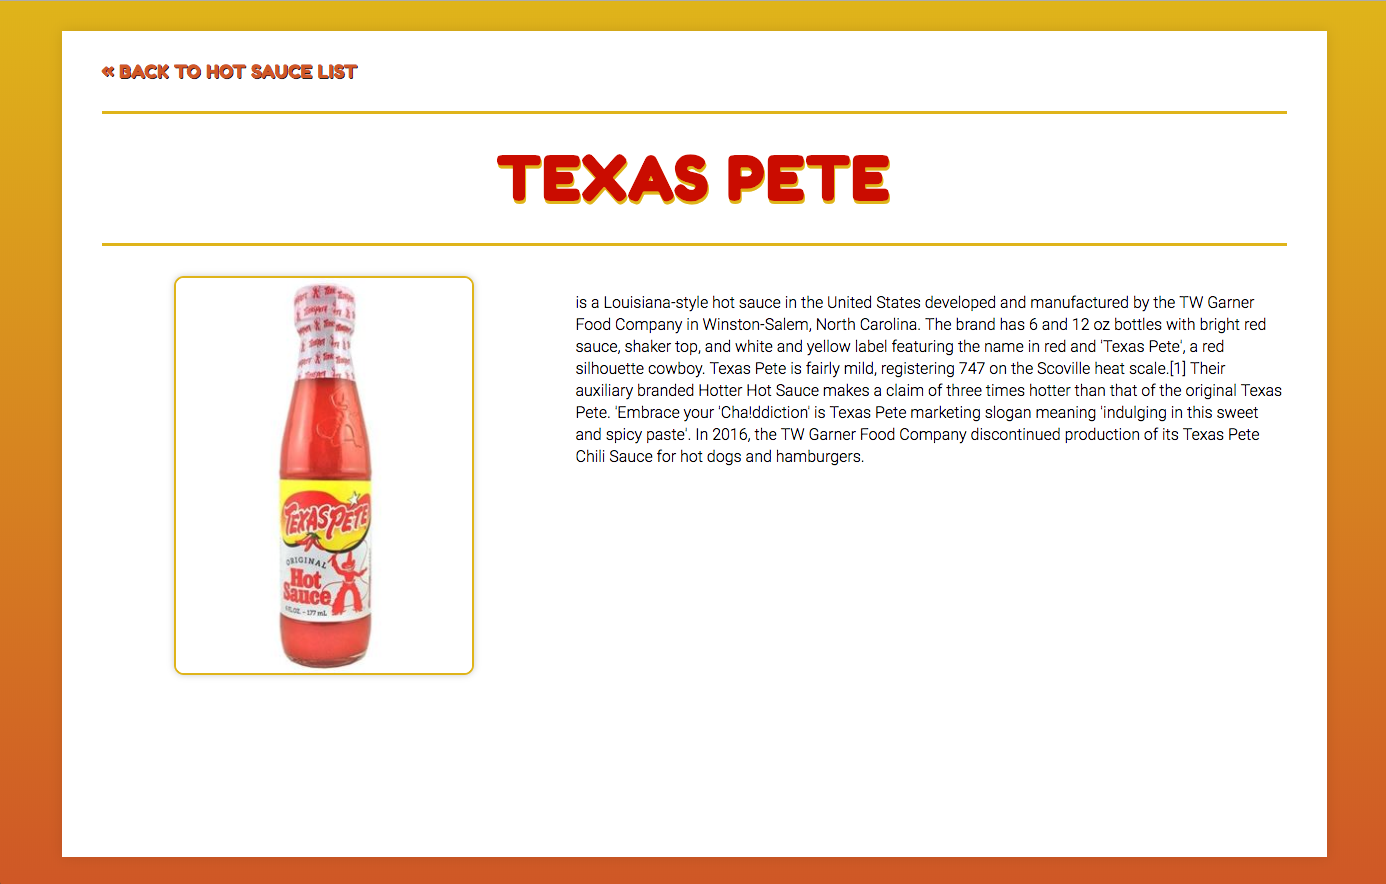 « BACK TO HOT SAUCE LIST
TEXAS PETE
TEXAS PETE
ORIGINAL
Hot
Sauce
6 FL OZ. - 177 mL
is a Louisiana-style hot sauce in the United States developed and manufactured by the TW Garner
Food Company in Winston-Salem, North Carolina. The brand has 6 and 12 oz bottles with bright red
sauce, shaker top, and white and yellow label featuring the name in red and 'Texas Pete', a red
silhouette cowboy. Texas Pete is fairly mild, registering 747 on the Scoville heat scale.[1] Their
auxiliary branded Hotter Hot Sauce makes a claim of three times hotter than that of the original Texas
Pete. 'Embrace your 'Cha!ddiction' is Texas Pete marketing slogan meaning 'indulging in this sweet
and spicy paste'. In 2016, the TW Garner Food Company discontinued production of its Texas Pete
Chili Sauce for hot dogs and hamburgers.